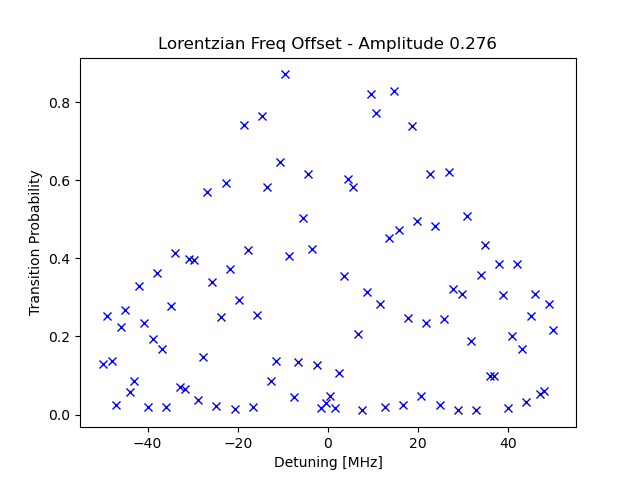 Lorentzian Freq Offset - Amplitude 0.276
Transition Probability
0.8
0.6
0.4
0.2
0.0
−40 −20 0 20 40
Detuning [MHz]